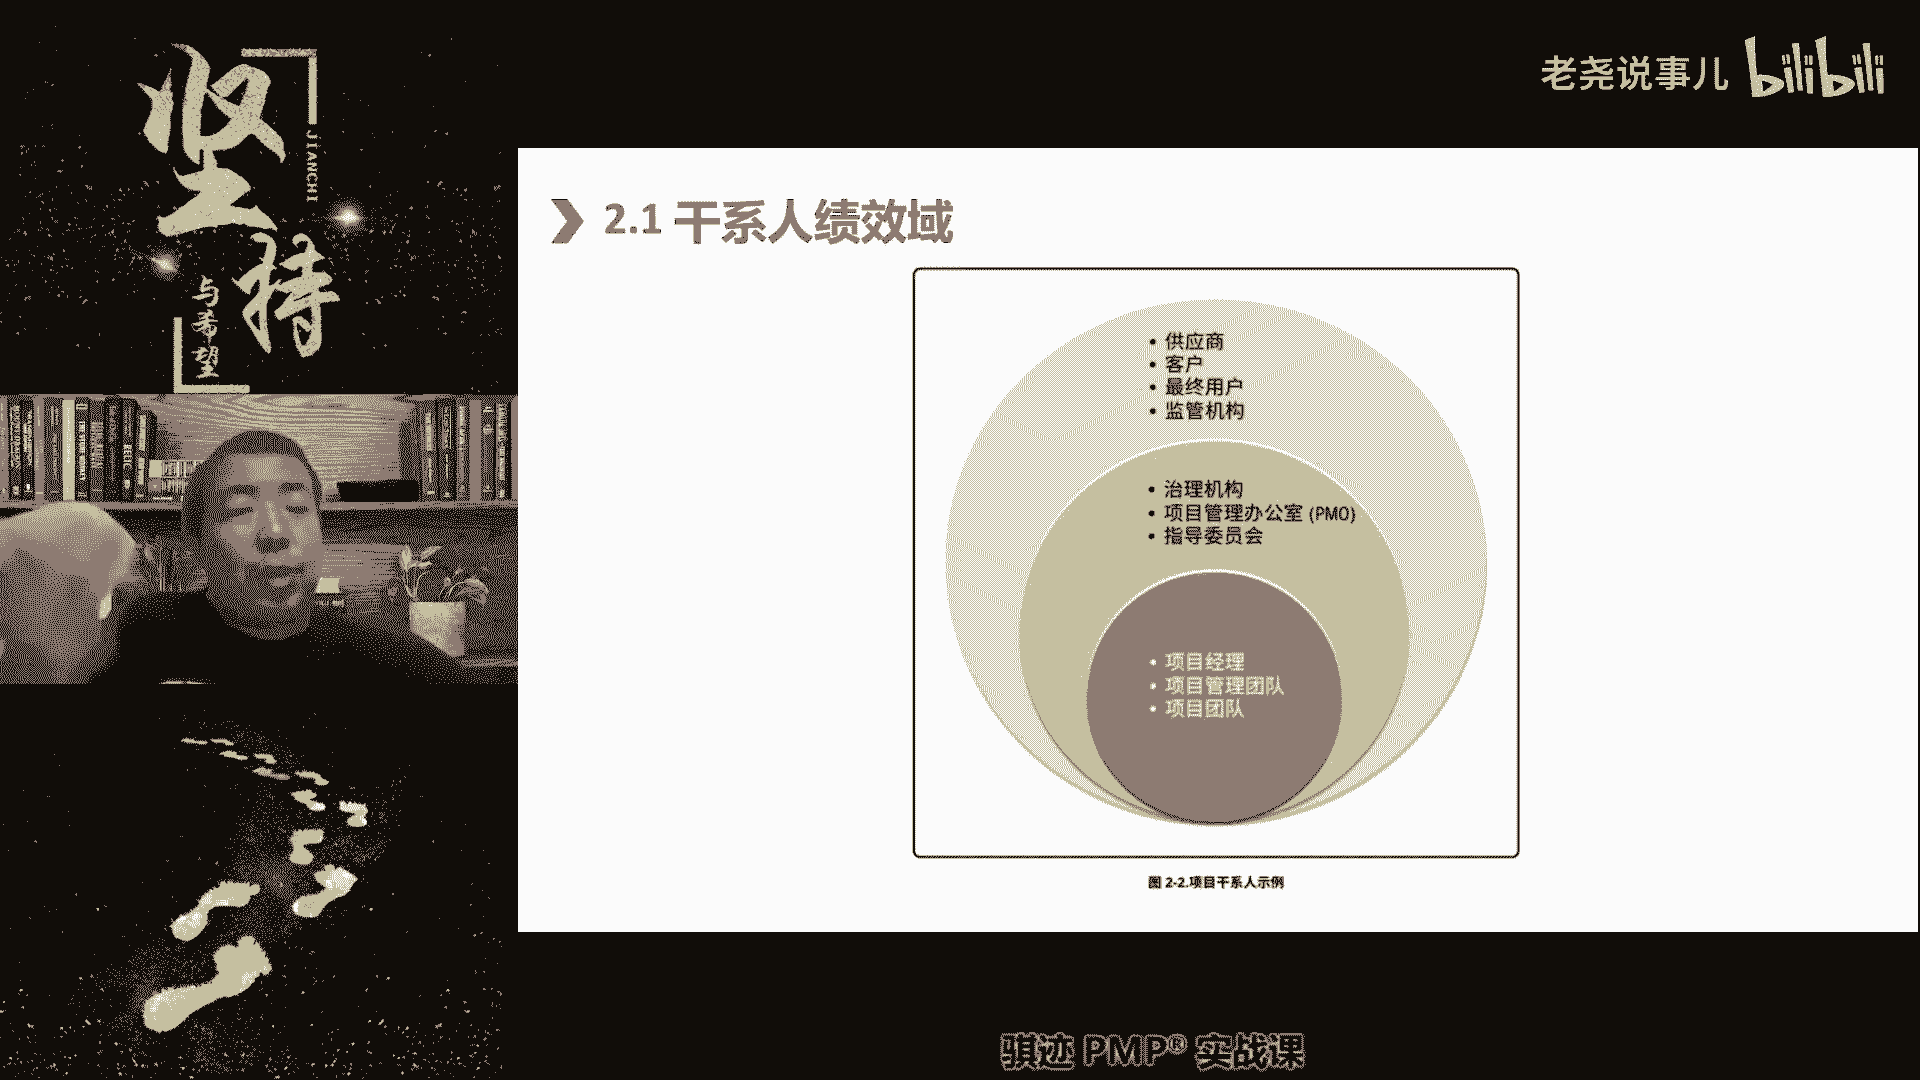 坚持
JIANCHI
与希望
老尧说事儿 bilibili
2.1 干系人绩效域
• 供应商
• 客户
• 最终用户
• 监管机构
• 治理机构
• 项目管理办公室 (PMO)
• 指导委员会
• 项目经理
• 项目管理团队
• 项目团队
图 2-2.项目干系人示例
骐迹 PMP® 实战课